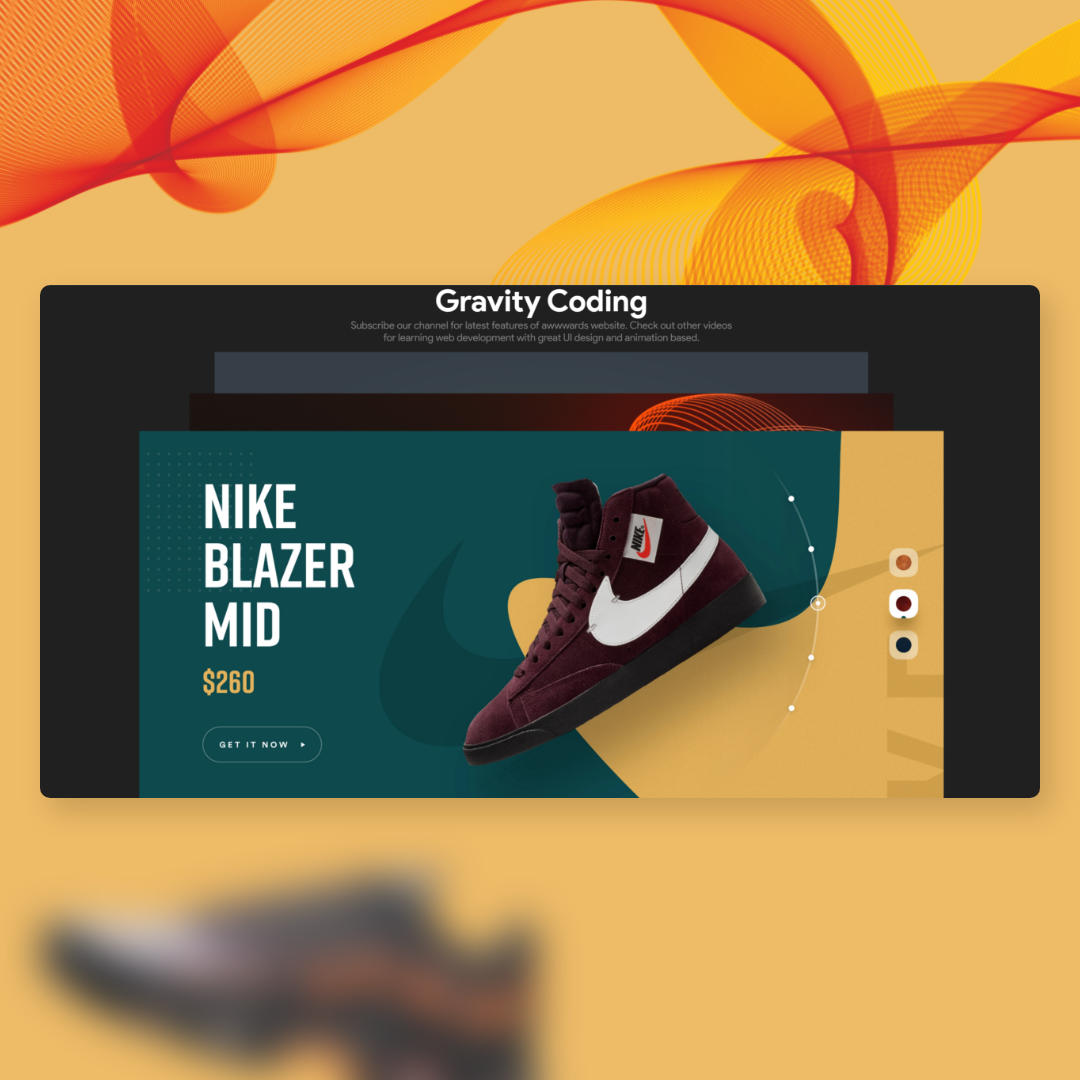 Gravity Coding
Subscribe our channel for latest features of awwwards website. Check out other videos
for learning web development with great UI design and animation based.
NIKE
BLAZER
MID
$260
GET IT NOW
NIKE